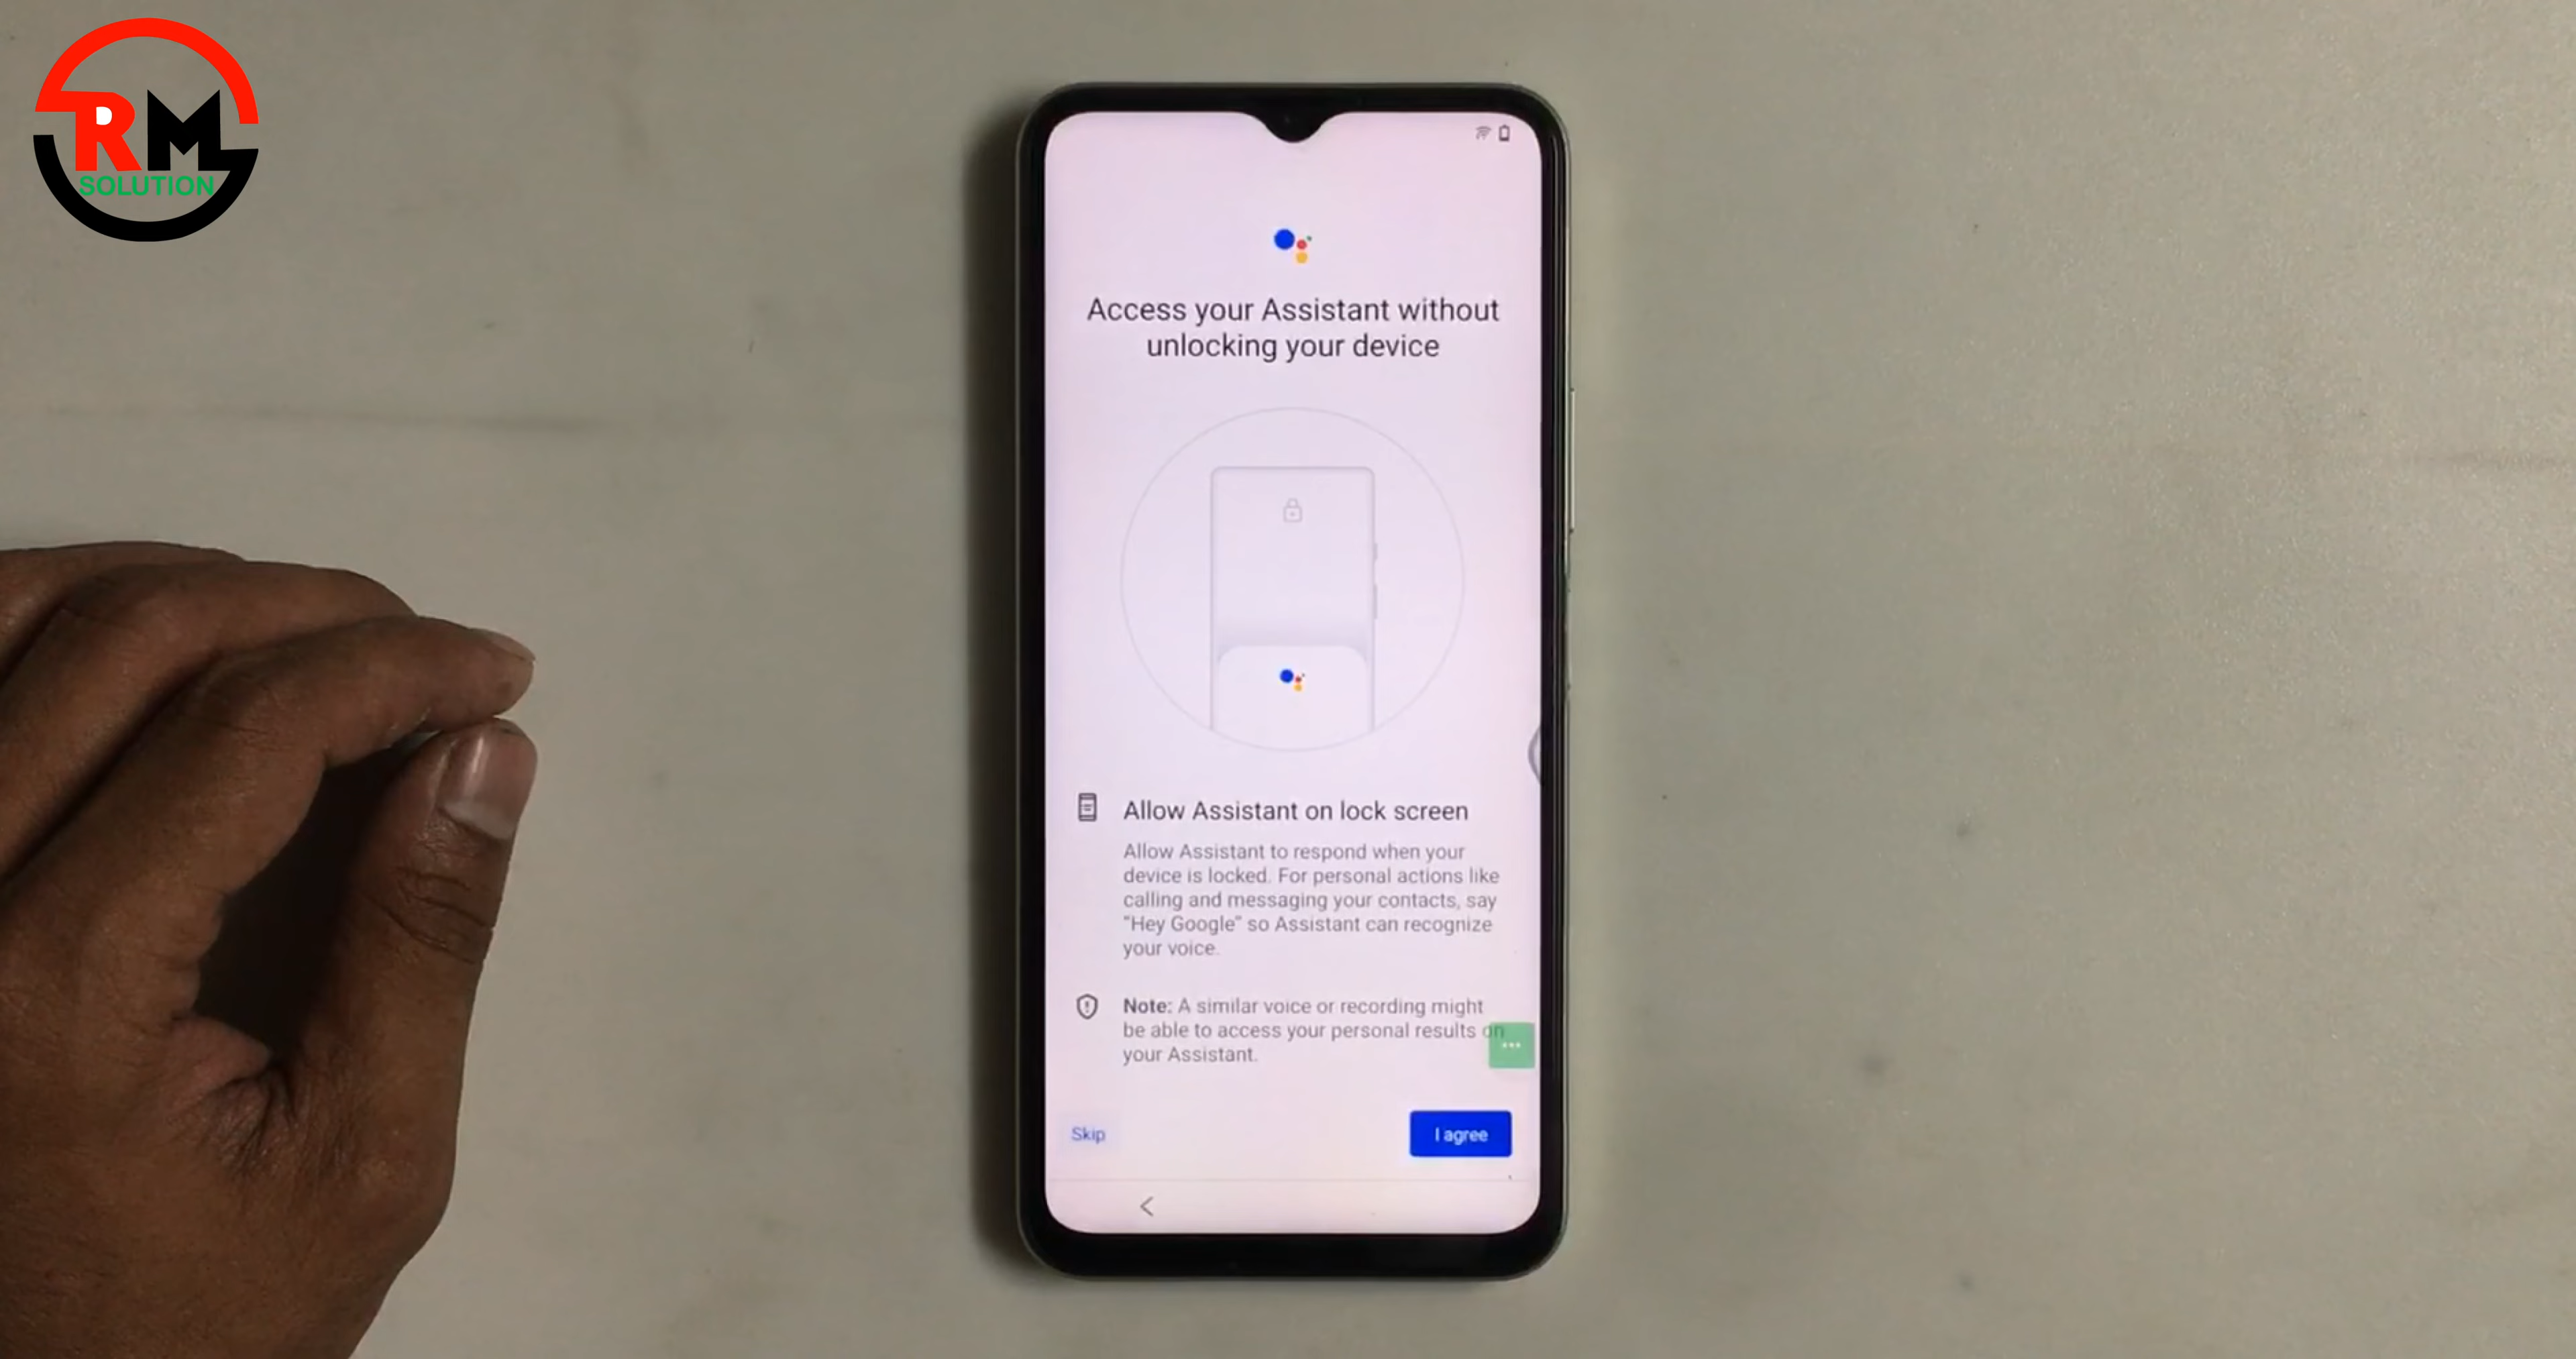 RM
SOLUTION
Access your Assistant without
unlocking your device
Allow Assistant on lock screen
Allow Assistant to respond when your
device is locked. For personal actions like
calling and messaging your contacts, say
"Hey Google" so Assistant can recognize
your voice.
Note: A similar voice or recording might
be able to access your personal results on
your Assistant.
Skip
I agree